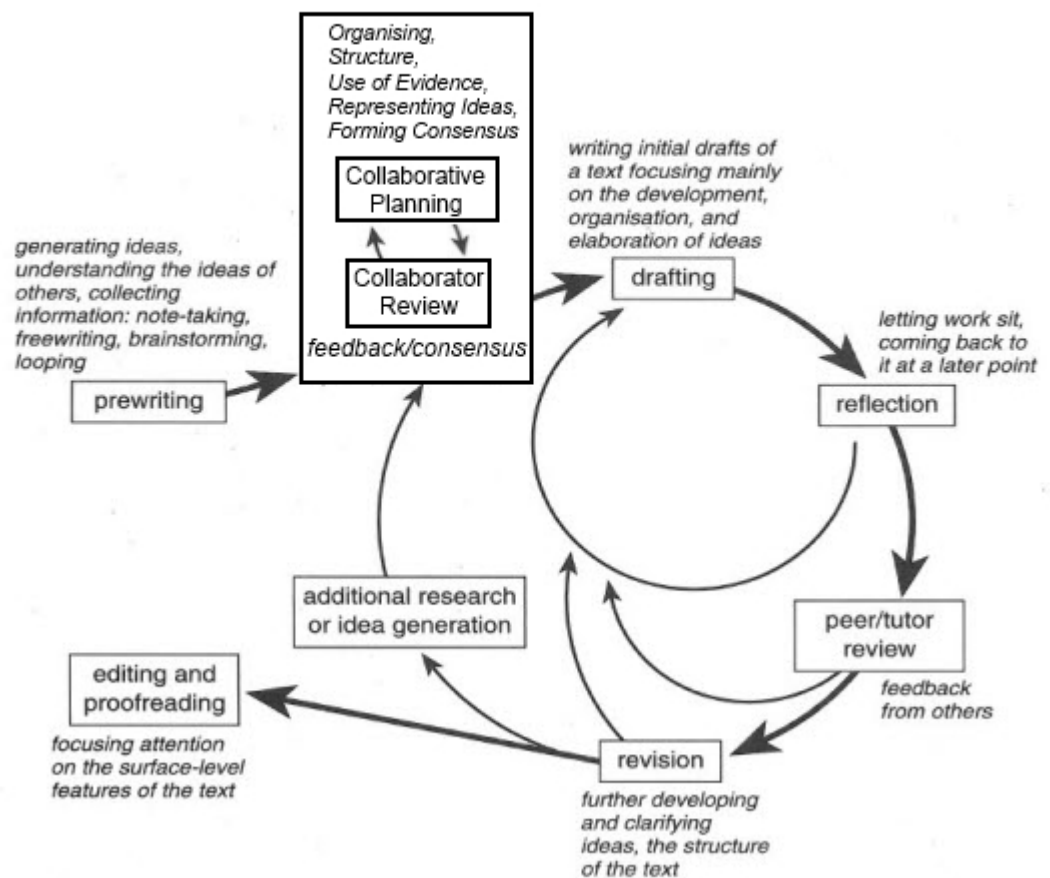 Organising,
Structure,
Use of Evidence,
Representing Ideas,
Forming Consensus
Collaborative
Planning
Collaborator
Review
feedback/consensus
generating ideas,
understanding the ideas of
others, collecting
information: note-taking,
freewriting, brainstorming,
looping
prewriting
writing initial drafts of
a text focusing mainly
on the development,
organisation, and
elaboration of ideas
drafting
letting work sit,
coming back to
it at a later point
reflection
peer/tutor
review
feedback
from others
revision
further developing
and clarifying
ideas, the structure
of the text
additional research
or idea generation
editing and
proofreading
focusing attention
on the surface-level
features of the text